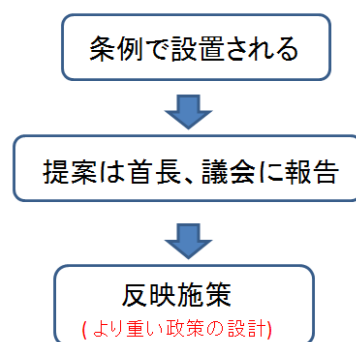 条例で設置される
提案は首長、議会に報告
反映施策
(より重い政策の設計)